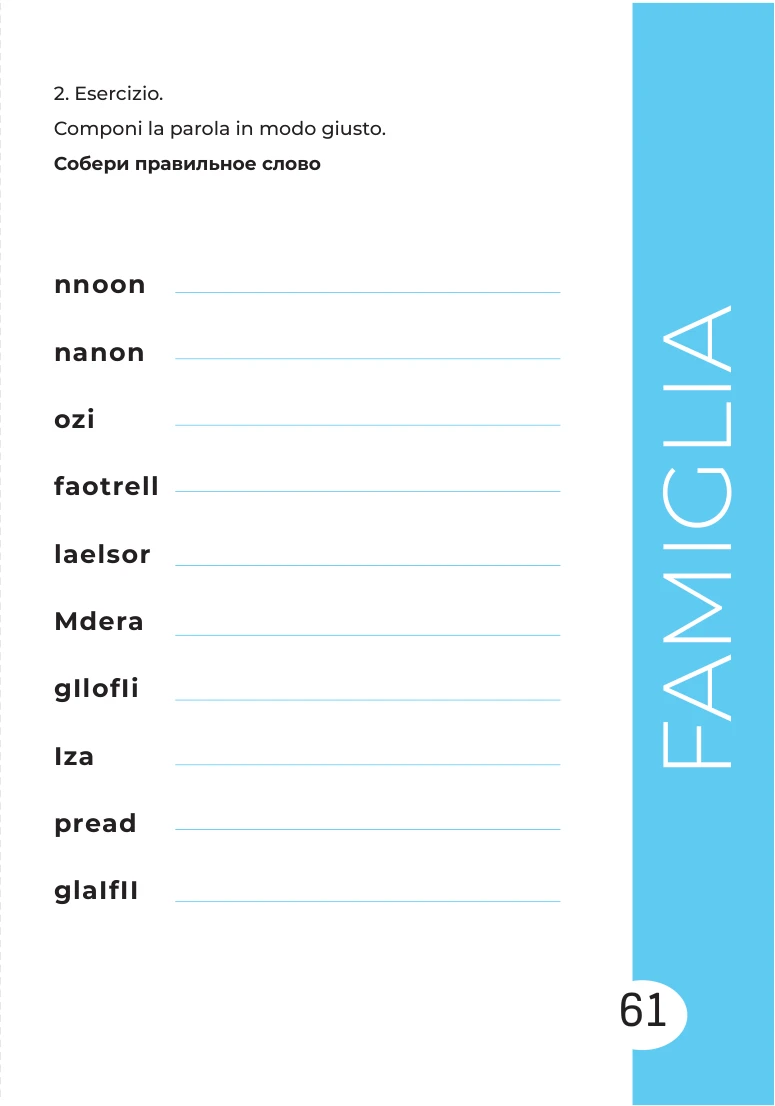 2. Esercizio.
Componi la parola in modo giusto.
Собери правильное слово
nnoon
nanon
ozi
faotrell
laelsor
Mdera
gIlofIi
Iza
pread
glaIfII
FAMIGLIA
61